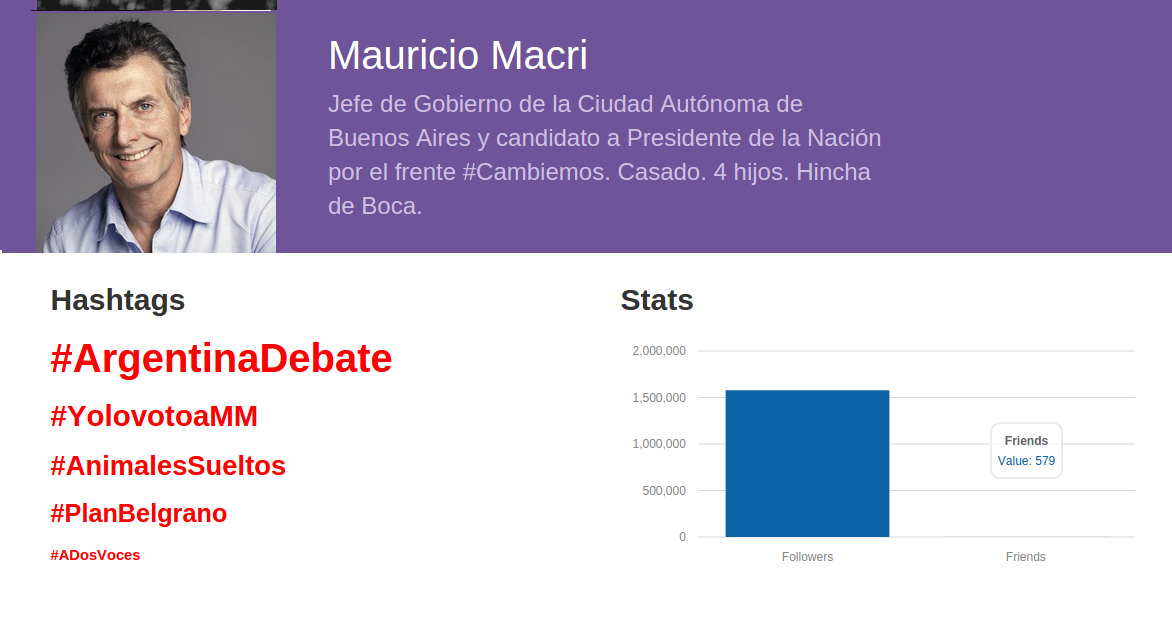 Mauricio Macri
Jefe de Gobierno de la Ciudad Autónoma de
Buenos Aires y candidato a Presidente de la Nación
por el frente #Cambiemos. Casado. 4 hijos. Hincha
de Boca.
Hashtags
#ArgentinaDebate
#YolovotoaMM
#AnimalesSueltos
#PlanBelgrano
#ADosVoces
Stats
2,000,000
1,500,000
1,000,000
500,000
0
Friends
Value: 579
Followers
Friends